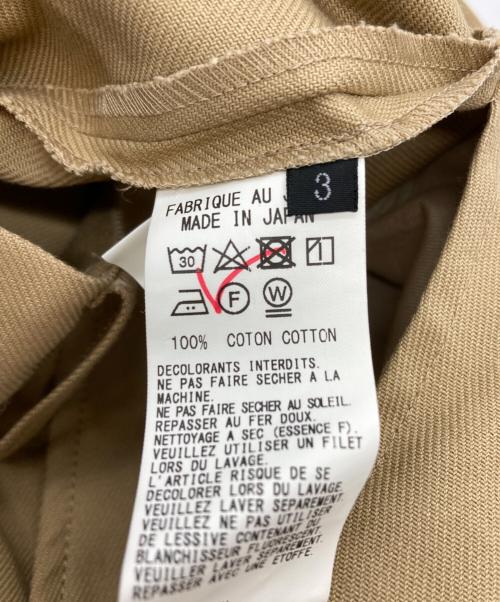 3
FABRIQUE AU J
MADE IN JAPAN
30
F
W
100% COTON COTTON
DECOLORANTS INTERDITS.
NE PAS FAIRE SECHER A LA
MACHINE.
NE PAS FAIRE SECHER AU SOLEIL.
REPASSER AU FER DOUX.
NETTOYAGE A SEC (ESSENCE F).
VEUILLEZ UTILISER UN FILET
LORS DU LAVAGE.
L'ARTICLE RISQUE DE SE
DECOLORER LORS DU LAVAGE.
VEUILLEZ LAVER SEPAREMENT.
VEUILLEZ NE PAS UTILISER
DE LESSIVE CONTENANT DU
BLANCHISSEUR FLUORESCENT.
VEUILLEZ LAVER SEPAREMENT.
REPASSER AVEC UNE ETOFFE.